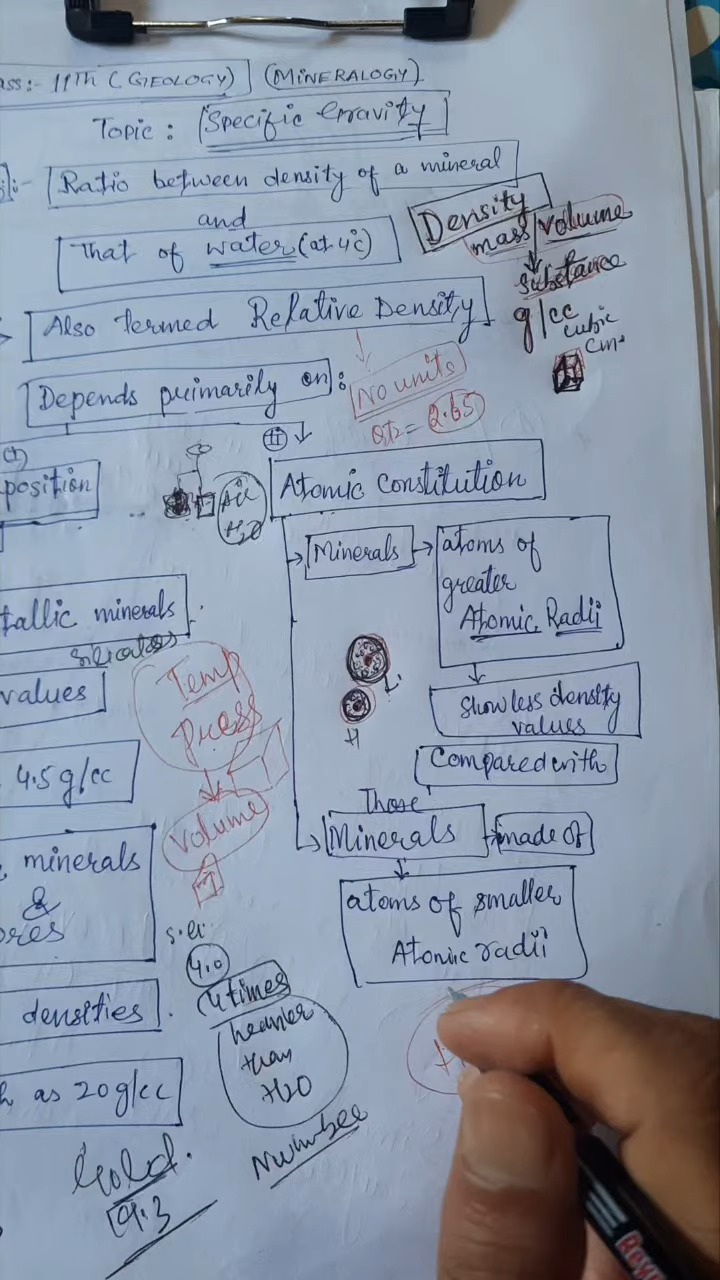 ass:- 11TH (GEOLOGY) (MINERALOGY)
Topic : Specific Gravity
Ratio between density of a mineral
and
That of water (at 4°c)
Density
mass/volume
substance
g/cc
cubic
cm
Also termed Relative Density
No units
Qtz = 2.65
Depends primarily on :
(i)
(ii)
position
Air
H2O
Atomic Constitution
Minerals
atoms of
greater
Atomic Radii
tallic minerals
silicates
values
4.5 g/cc
Temp
press
volume
Li
H
Show less density
values
Compared with
Those
Minerals
made of
atoms of smaller
Atomic radii
minerals
&
ores
densities
h as 20 g/cc
4.0
4 times
heavier
than
H2O
Number
Gold